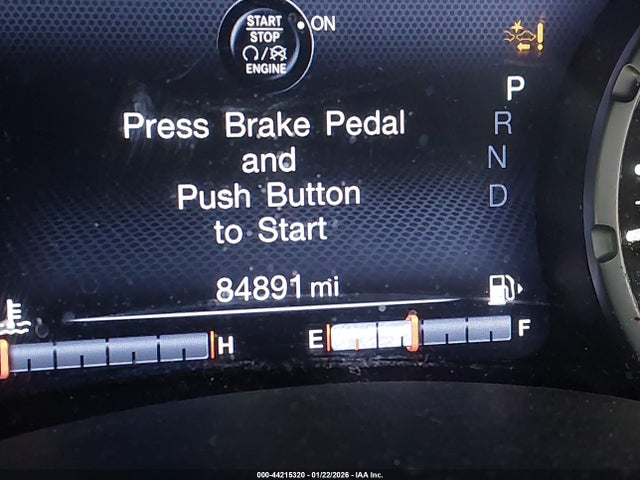 START
STOP
ENGINE
ON
P
R
N
D
Press Brake Pedal
and
Push Button
to Start
84891 mi
H
E
F
000-44215320 - 01/22/2026 - IAA Inc.